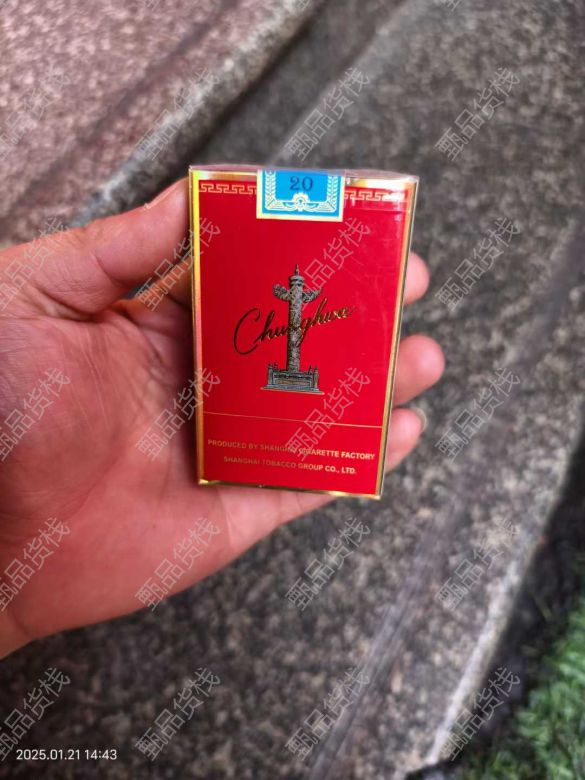 20
Chunghwa
PRODUCED BY SHANGHAI CIGARETTE FACTORY
SHANGHAI TOBACCO GROUP CO., LTD.
甄品货栈
2025.01.21 14:43